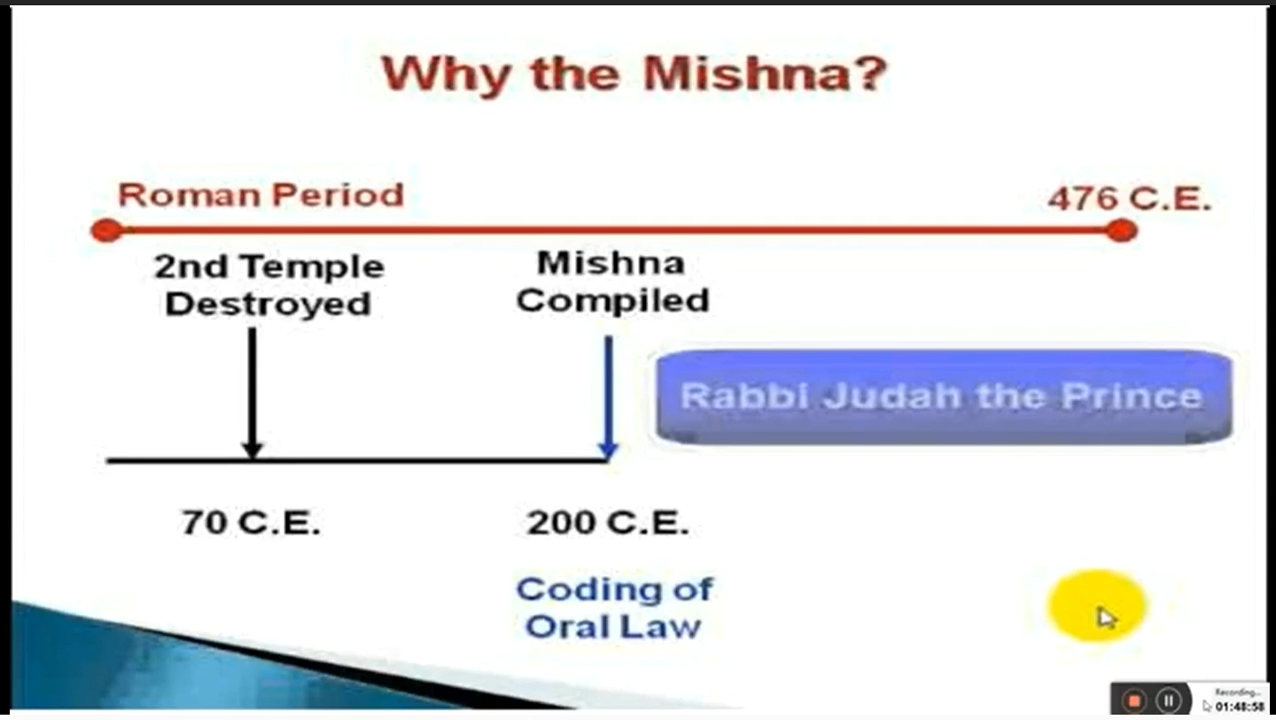 Why the Mishna?
Roman Period
476 C.E.
2nd Temple
Destroyed
Mishna
Compiled
Rabbi Judah the Prince
70 C.E.
200 C.E.
Coding of
Oral Law
Recording...
01:48:58